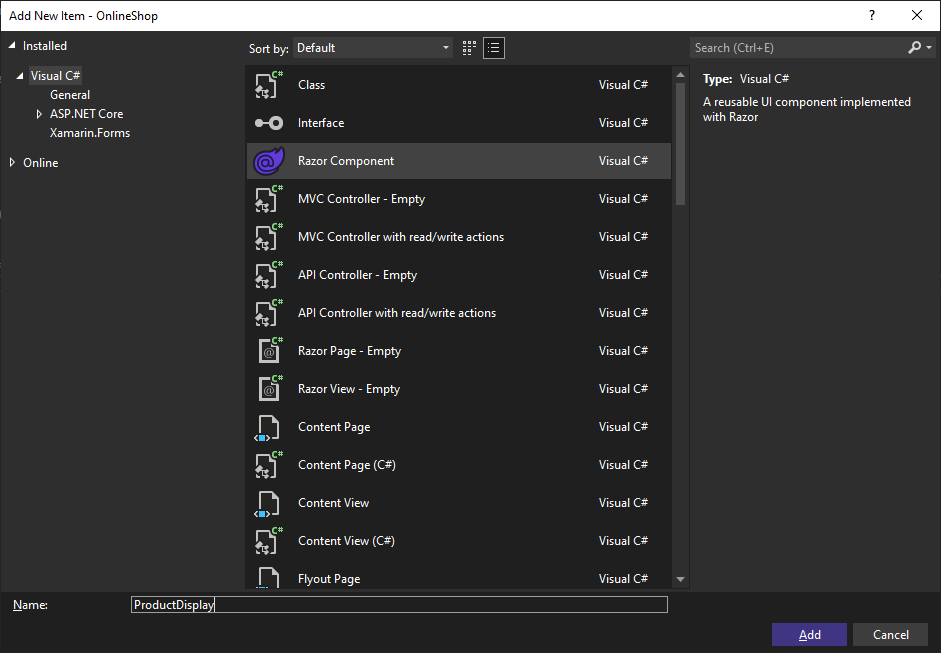 Add New Item - OnlineShop
?
Installed
Visual C#
General
ASP.NET Core
Xamarin.Forms
Online
Sort by: Default
Search (Ctrl+E)
Class Visual C#
Interface Visual C#
Razor Component Visual C#
MVC Controller - Empty Visual C#
MVC Controller with read/write actions Visual C#
API Controller - Empty Visual C#
API Controller with read/write actions Visual C#
Razor Page - Empty Visual C#
Razor View - Empty Visual C#
Content Page Visual C#
Content Page (C#) Visual C#
Content View Visual C#
Content View (C#) Visual C#
Flyout Page Visual C#
Type: Visual C#
A reusable UI component implemented
with Razor
Name: ProductDisplay
Add Cancel